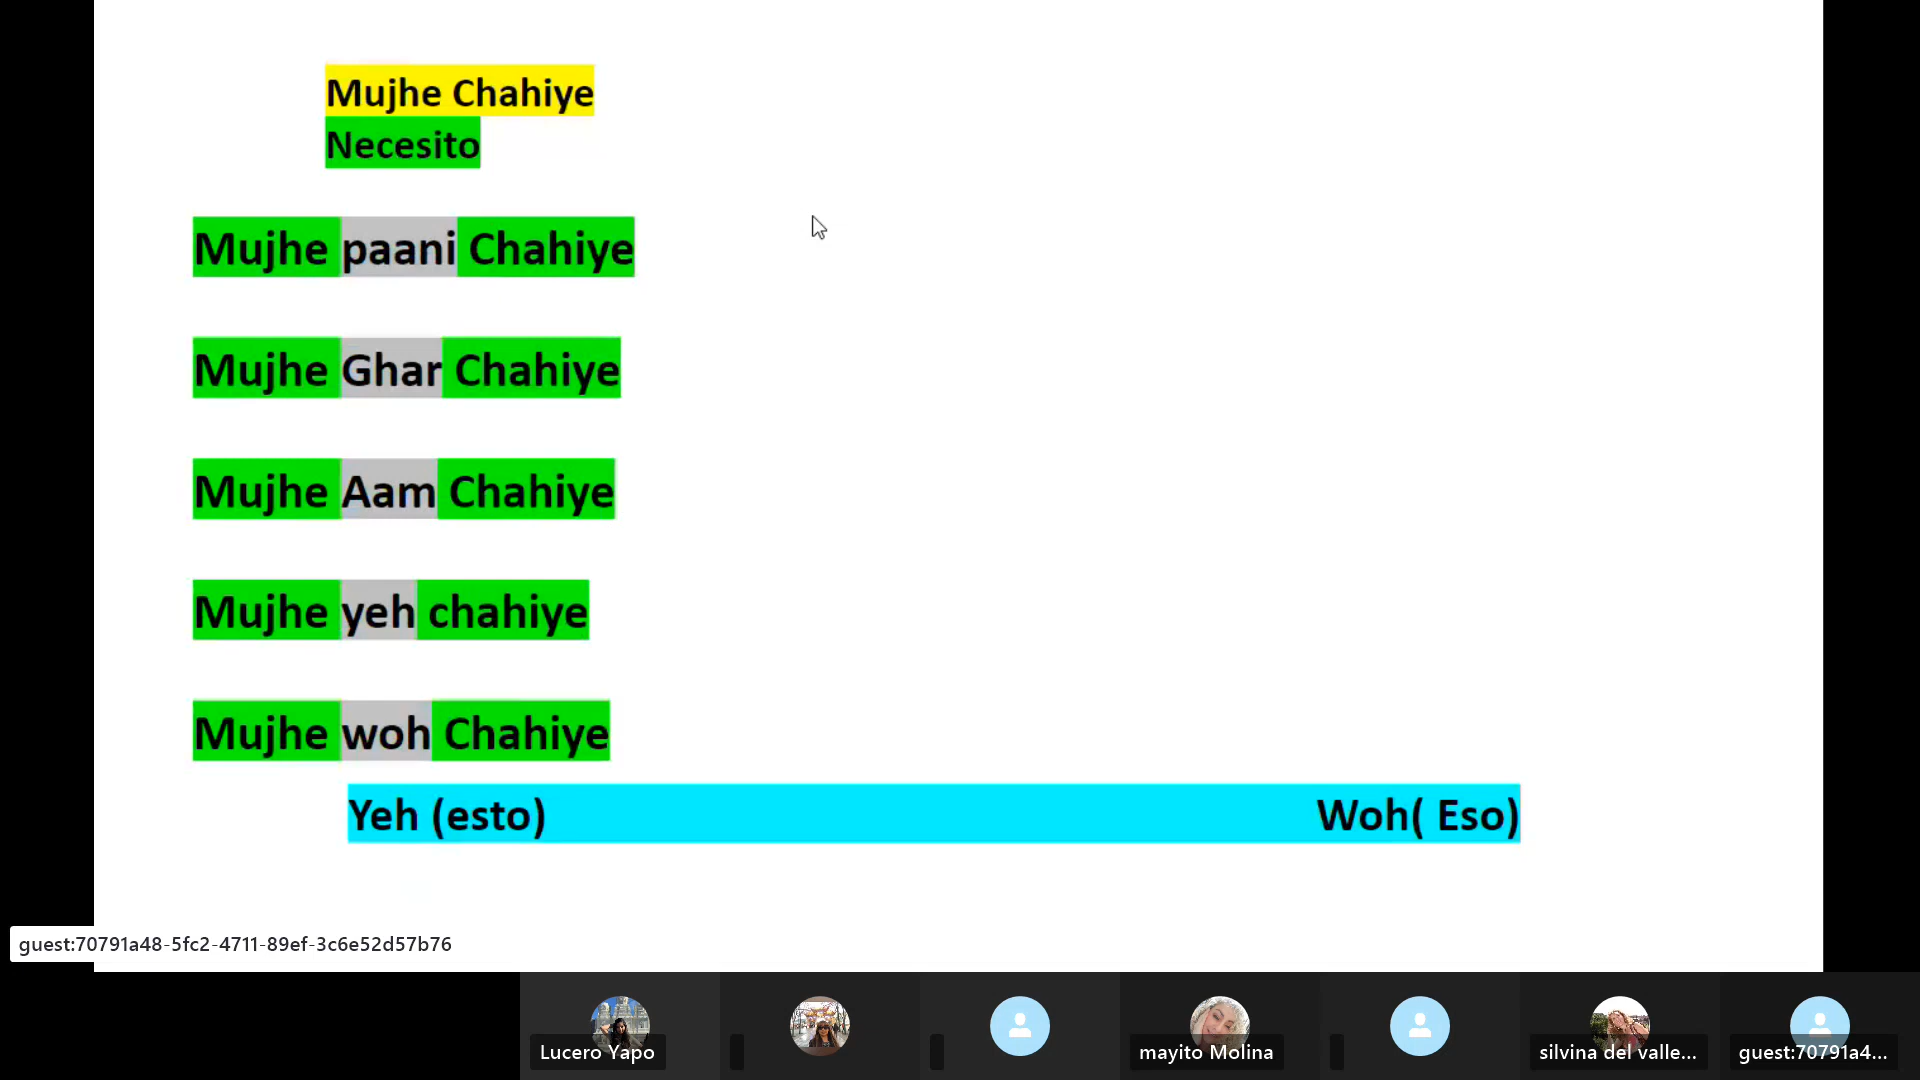 Mujhe Chahiye
Necesito
Mujhe paani Chahiye
Mujhe Ghar Chahiye
Mujhe Aam Chahiye
Mujhe yeh chahiye
Mujhe woh Chahiye
Yeh (esto) Woh( Eso)
guest:70791a48-5fc2-4711-89ef-3c6e52d57b76
Lucero Yapo
mayito Molina
silvina del valle...
guest:70791a4...